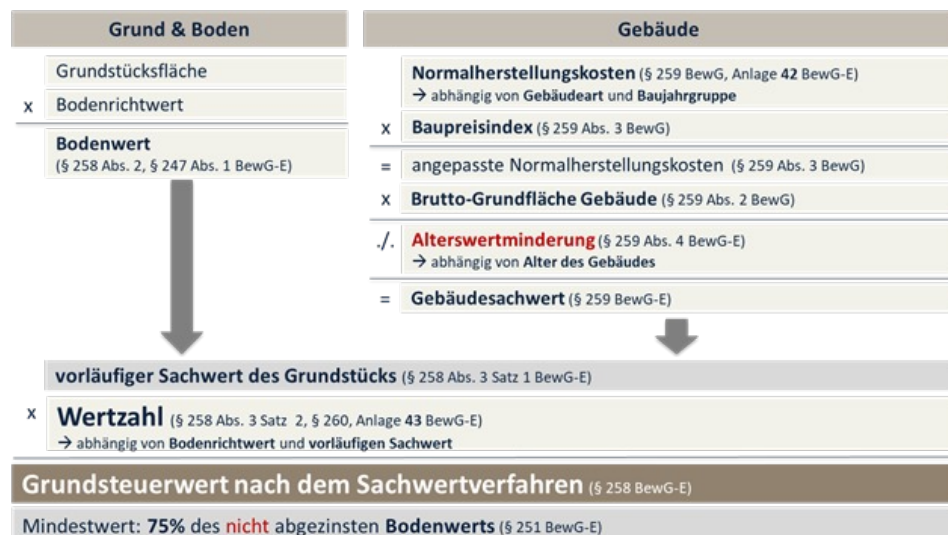 Grund & Boden
Grundstücksfläche
x Bodenrichtwert
Bodenwert
(§ 258 Abs. 2, § 247 Abs. 1 BewG-E)
Gebäude
Normalherstellungskosten (§ 259 BewG, Anlage 42 BewG-E)
→ abhängig von Gebäudeart und Baujahrgruppe
x Baupreisindex (§ 259 Abs. 3 BewG)
= angepasste Normalherstellungskosten (§ 259 Abs. 3 BewG)
x Brutto-Grundfläche Gebäude (§ 259 Abs. 2 BewG)
./. Alterswertminderung (§ 259 Abs. 4 BewG-E)
→ abhängig von Alter des Gebäudes
= Gebäudesachwert (§ 259 BewG-E)
vorläufiger Sachwert des Grundstücks (§ 258 Abs. 3 Satz 1 BewG-E)
x Wertzahl (§ 258 Abs. 3 Satz 2, § 260, Anlage 43 BewG-E)
→ abhängig von Bodenrichtwert und vorläufigen Sachwert
Grundsteuerwert nach dem Sachwertverfahren (§ 258 BewG-E)
Mindestwert: 75% des nicht abgezinsten Bodenwerts (§ 251 BewG-E)